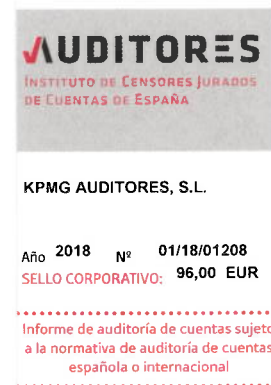 AUDITORES
INSTITUTO DE CENSORES JURADOS
DE CUENTAS DE ESPAÑA
KPMG AUDITORES, S.L.
Año 2018 Nº 01/18/01208
SELLO CORPORATIVO: 96,00 EUR
Informe de auditoría de cuentas sujeto
a la normativa de auditoría de cuentas
española o internacional